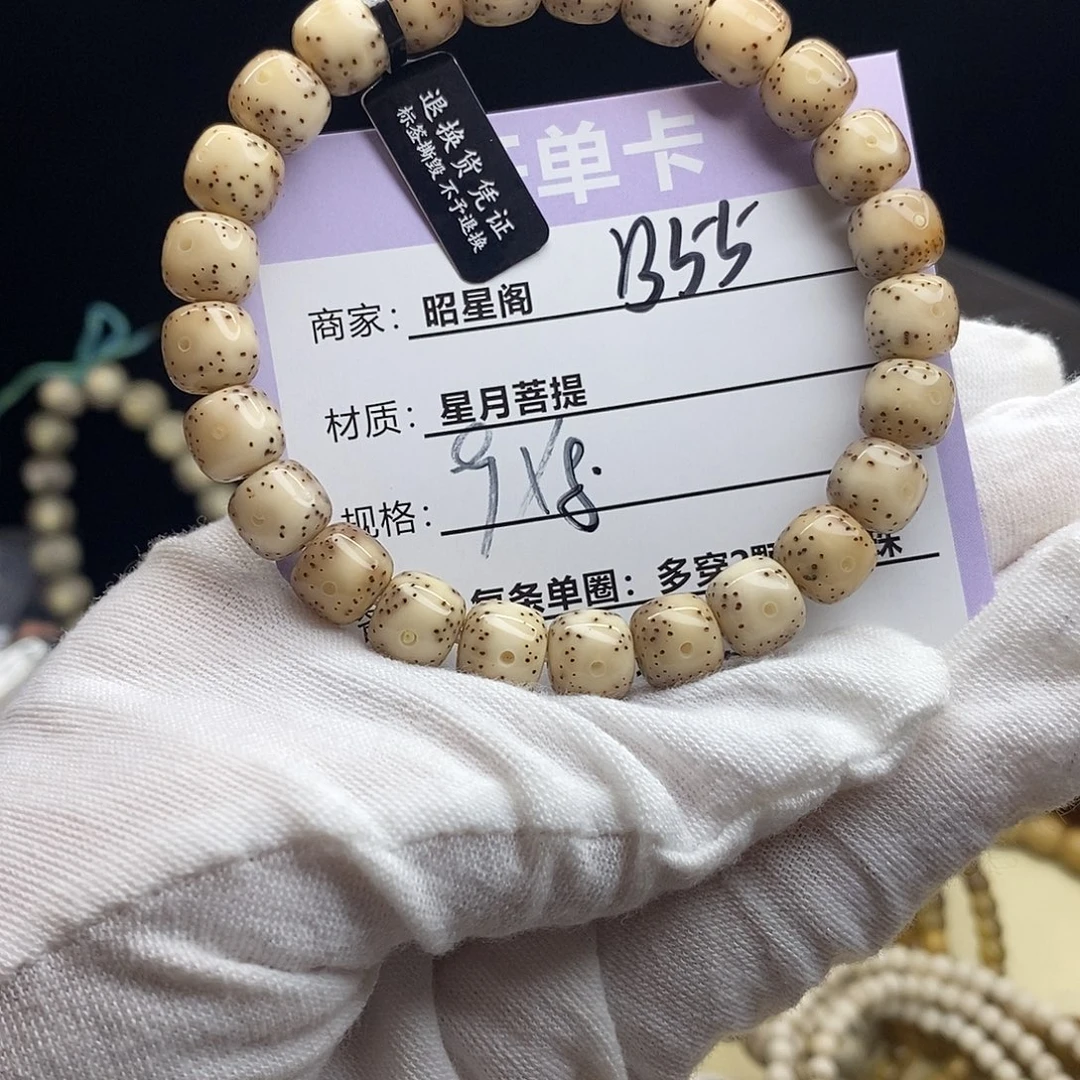 退换货凭证
标签撕毁 不予退换
单卡
商家：昭星阁 B55
材质：星月菩提
规格：9X8.
每条单圈：多穿2